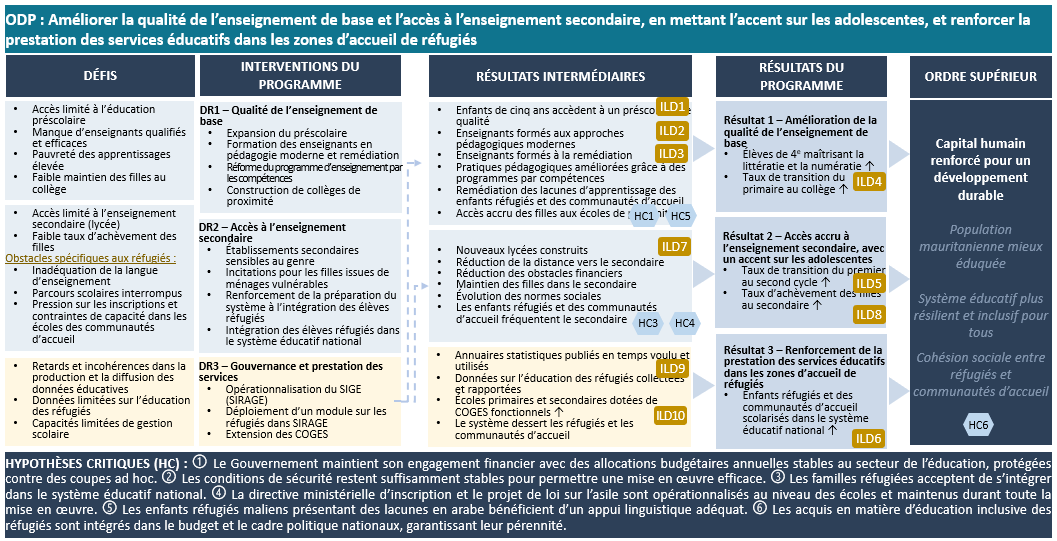 ODP : Améliorer la qualité de l'enseignement de base et l'accès à l'enseignement secondaire, en mettant l'accent sur les adolescentes, et renforcer la
prestation des services éducatifs dans les zones d'accueil de réfugiés
DÉFIS
INTERVENTIONS DU
PROGRAMME
RÉSULTATS INTERMÉDIAIRES
RÉSULTATS DU
PROGRAMME
ORDRE SUPÉRIEUR
• Accès limité à l'éducation
préscolaire
• Manque d'enseignants qualifiés
et efficaces
• Pauvreté des apprentissages
élevée
• Faible maintien des filles au
collège
• Accès limité à l'enseignement
secondaire (lycée)
• Faible taux d'achèvement des
filles
Obstacles spécifiques aux réfugiés :
• Inadéquation de la langue
d'enseignement
• Parcours scolaires interrompus
• Pression sur les inscriptions et
contraintes de capacité dans les
écoles des communautés
d'accueil
• Retards et incohérences dans la
production et la diffusion des
données éducatives
• Données limitées sur l'éducation
des réfugiés
• Capacités limitées de gestion
scolaire
DR1 – Qualité de l'enseignement de
base
• Expansion du préscolaire
• Formation des enseignants en
pédagogie moderne et remédiation
• Réforme du programme d'enseignement par
les compétences
• Construction de collèges de
proximité
DR2 – Accès à l'enseignement
secondaire
• Établissements secondaires
sensibles au genre
• Incitations pour les filles issues de
ménages vulnérables
• Renforcement de la préparation du
système à l'intégration des élèves
réfugiés
• Intégration des élèves réfugiés dans
le système éducatif national
DR3 – Gouvernance et prestation des
services
• Opérationnalisation du SIGE
(SIRAGE)
• Déploiement d'un module sur les
réfugiés dans SIRAGE
• Extension des COGES
• Enfants de cinq ans accèdent à un préscolaire de
qualité
ILD1
• Enseignants formés aux approches
pédagogiques modernes
ILD2
• Enseignants formés à la remédiation
ILD3
• Pratiques pédagogiques améliorées grâce à des
programmes par compétences
• Remédiation des lacunes d'apprentissage des
enfants réfugiés et des communautés d'accueil
• Accès accru des filles aux écoles de
HC1
HC5
• Nouveaux lycées construits
ILD7
• Réduction de la distance vers le secondaire
• Réduction des obstacles financiers
• Maintien des filles dans le secondaire
• Évolution des normes sociales
• Les enfants réfugiés et des communautés
d'accueil fréquentent le secondaire
HC3
HC4
• Annuaires statistiques publiés en temps voulu et
utilisés
ILD9
• Données sur l'éducation des réfugiés collectées
et rapportées
• Écoles primaires et secondaires dotées de
COGES fonctionnels ↑
ILD10
• Le système dessert les réfugiés et les
communautés d'accueil
Résultat 1 – Amélioration de la
qualité de l'enseignement de
base
• Élèves de 4e maîtrisant la
littératie et la numératie ↑
• Taux de transition du
primaire au collège ↑
ILD4
Résultat 2 – Accès accru à
l'enseignement secondaire, avec
un accent sur les adolescentes
• Taux de transition du premier
au second cycle ↑
ILD5
• Taux d'achèvement des filles
au secondaire ↑
ILD8
Résultat 3 – Renforcement de la
prestation des services éducatifs
dans les zones d'accueil de
réfugiés
• Enfants réfugiés et des
communautés d'accueil
scolarisés dans le système
éducatif national ↑
ILD6
Capital humain
renforcé pour un
développement
durable
Population
mauritanienne mieux
éduquée
Système éducatif plus
résilient et inclusif pour
tous
Cohésion sociale entre
réfugiés et
communautés d'accueil
HC6
HYPOTHÈSES CRITIQUES (HC) : ① Le Gouvernement maintient son engagement financier avec des allocations budgétaires annuelles stables au secteur de l'éducation, protégées
contre des coupes ad hoc. ② Les conditions de sécurité restent suffisamment stables pour permettre une mise en œuvre efficace. ③ Les familles réfugiées acceptent de s'intégrer
dans le système éducatif national. ④ La directive ministérielle d'inscription et le projet de loi sur l'asile sont opérationnalisés au niveau des écoles et maintenus durant toute la
mise en œuvre. ⑤ Les enfants réfugiés maliens présentant des lacunes en arabe bénéficient d'un appui linguistique adéquat. ⑥ Les acquis en matière d'éducation inclusive des
réfugiés sont intégrés dans le budget et le cadre politique nationaux, garantissant leur pérennité.